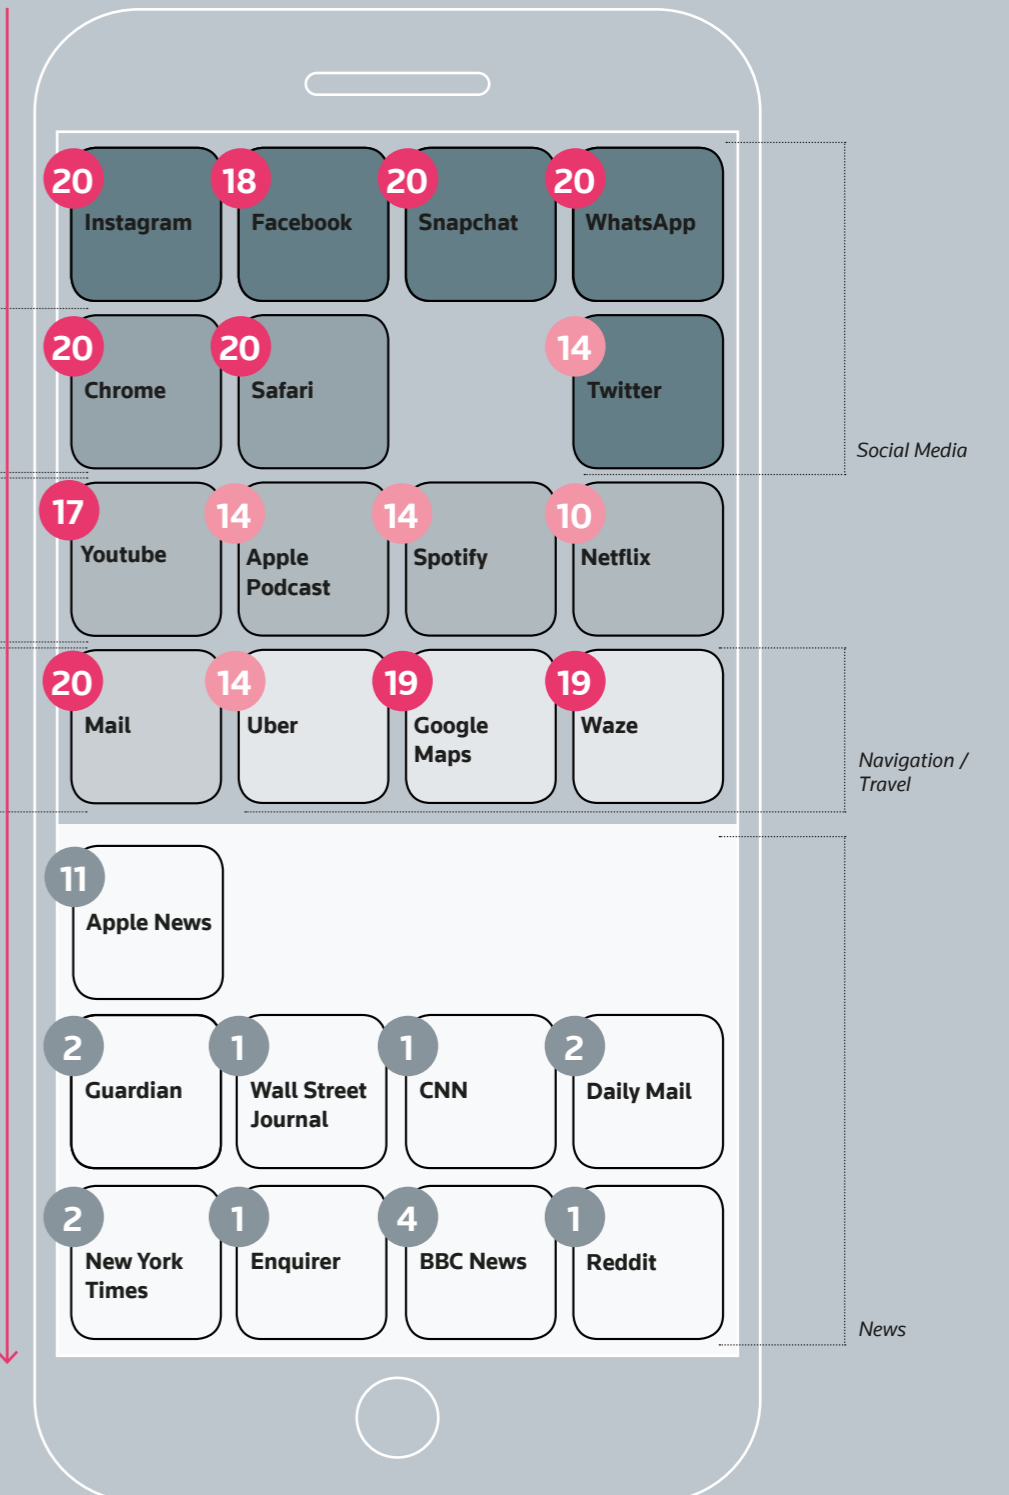 20
Instagram
18
Facebook
20
Snapchat
20
WhatsApp
20
Chrome
20
Safari
14
Twitter
Social Media
17
Youtube
14
Apple
Podcast
14
Spotify
10
Netflix
20
Mail
14
Uber
19
Google
Maps
19
Waze
Navigation /
Travel
11
Apple News
2
Guardian
1
Wall Street
Journal
1
CNN
2
Daily Mail
2
New York
Times
1
Enquirer
4
BBC News
1
Reddit
News